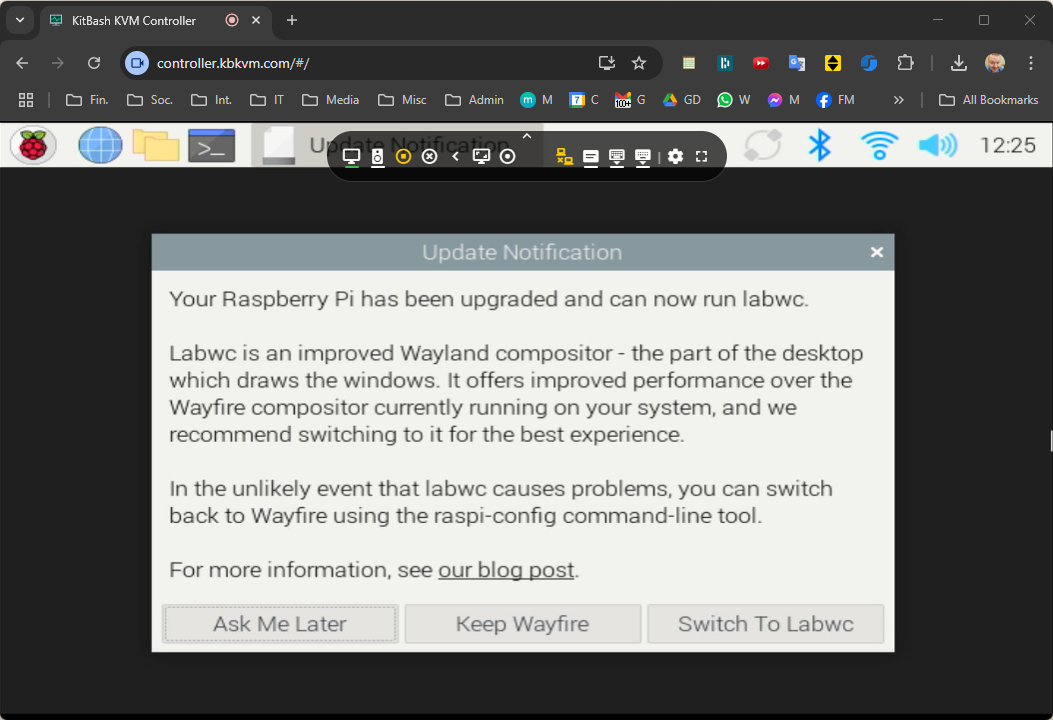 KitBash KVM Controller
controller.kbkvm.com/#/
Fin.
Soc.
Int.
IT
Media
Misc
Admin
m M
7 C
100+ G
GD
W
M
FM
All Bookmarks
Update Notification
12:25
Update Notification
Your Raspberry Pi has been upgraded and can now run labwc.
Labwc is an improved Wayland compositor - the part of the desktop
which draws the windows. It offers improved performance over the
Wayfire compositor currently running on your system, and we
recommend switching to it for the best experience.
In the unlikely event that labwc causes problems, you can switch
back to Wayfire using the raspi-config command-line tool.
For more information, see our blog post.
Ask Me Later
Keep Wayfire
Switch To Labwc